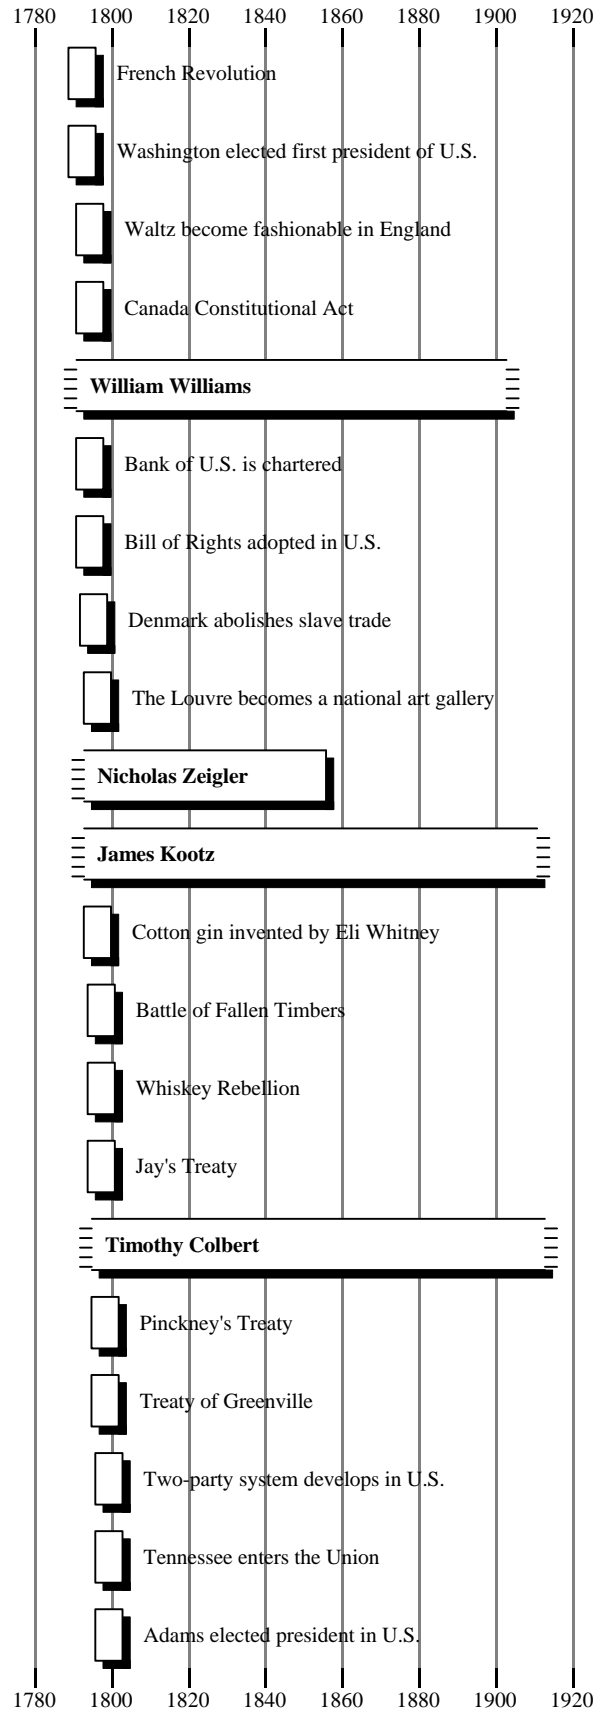 1780 1800 1820 1840 1860 1880 1900 1920
French Revolution
Washington elected first president of U.S.
Waltz become fashionable in England
Canada Constitutional Act
William Williams
Bank of U.S. is chartered
Bill of Rights adopted in U.S.
Denmark abolishes slave trade
The Louvre becomes a national art gallery
Nicholas Zeigler
James Kootz
Cotton gin invented by Eli Whitney
Battle of Fallen Timbers
Whiskey Rebellion
Jay's Treaty
Timothy Colbert
Pinckney's Treaty
Treaty of Greenville
Two-party system develops in U.S.
Tennessee enters the Union
Adams elected president in U.S.
1780 1800 1820 1840 1860 1880 1900 1920